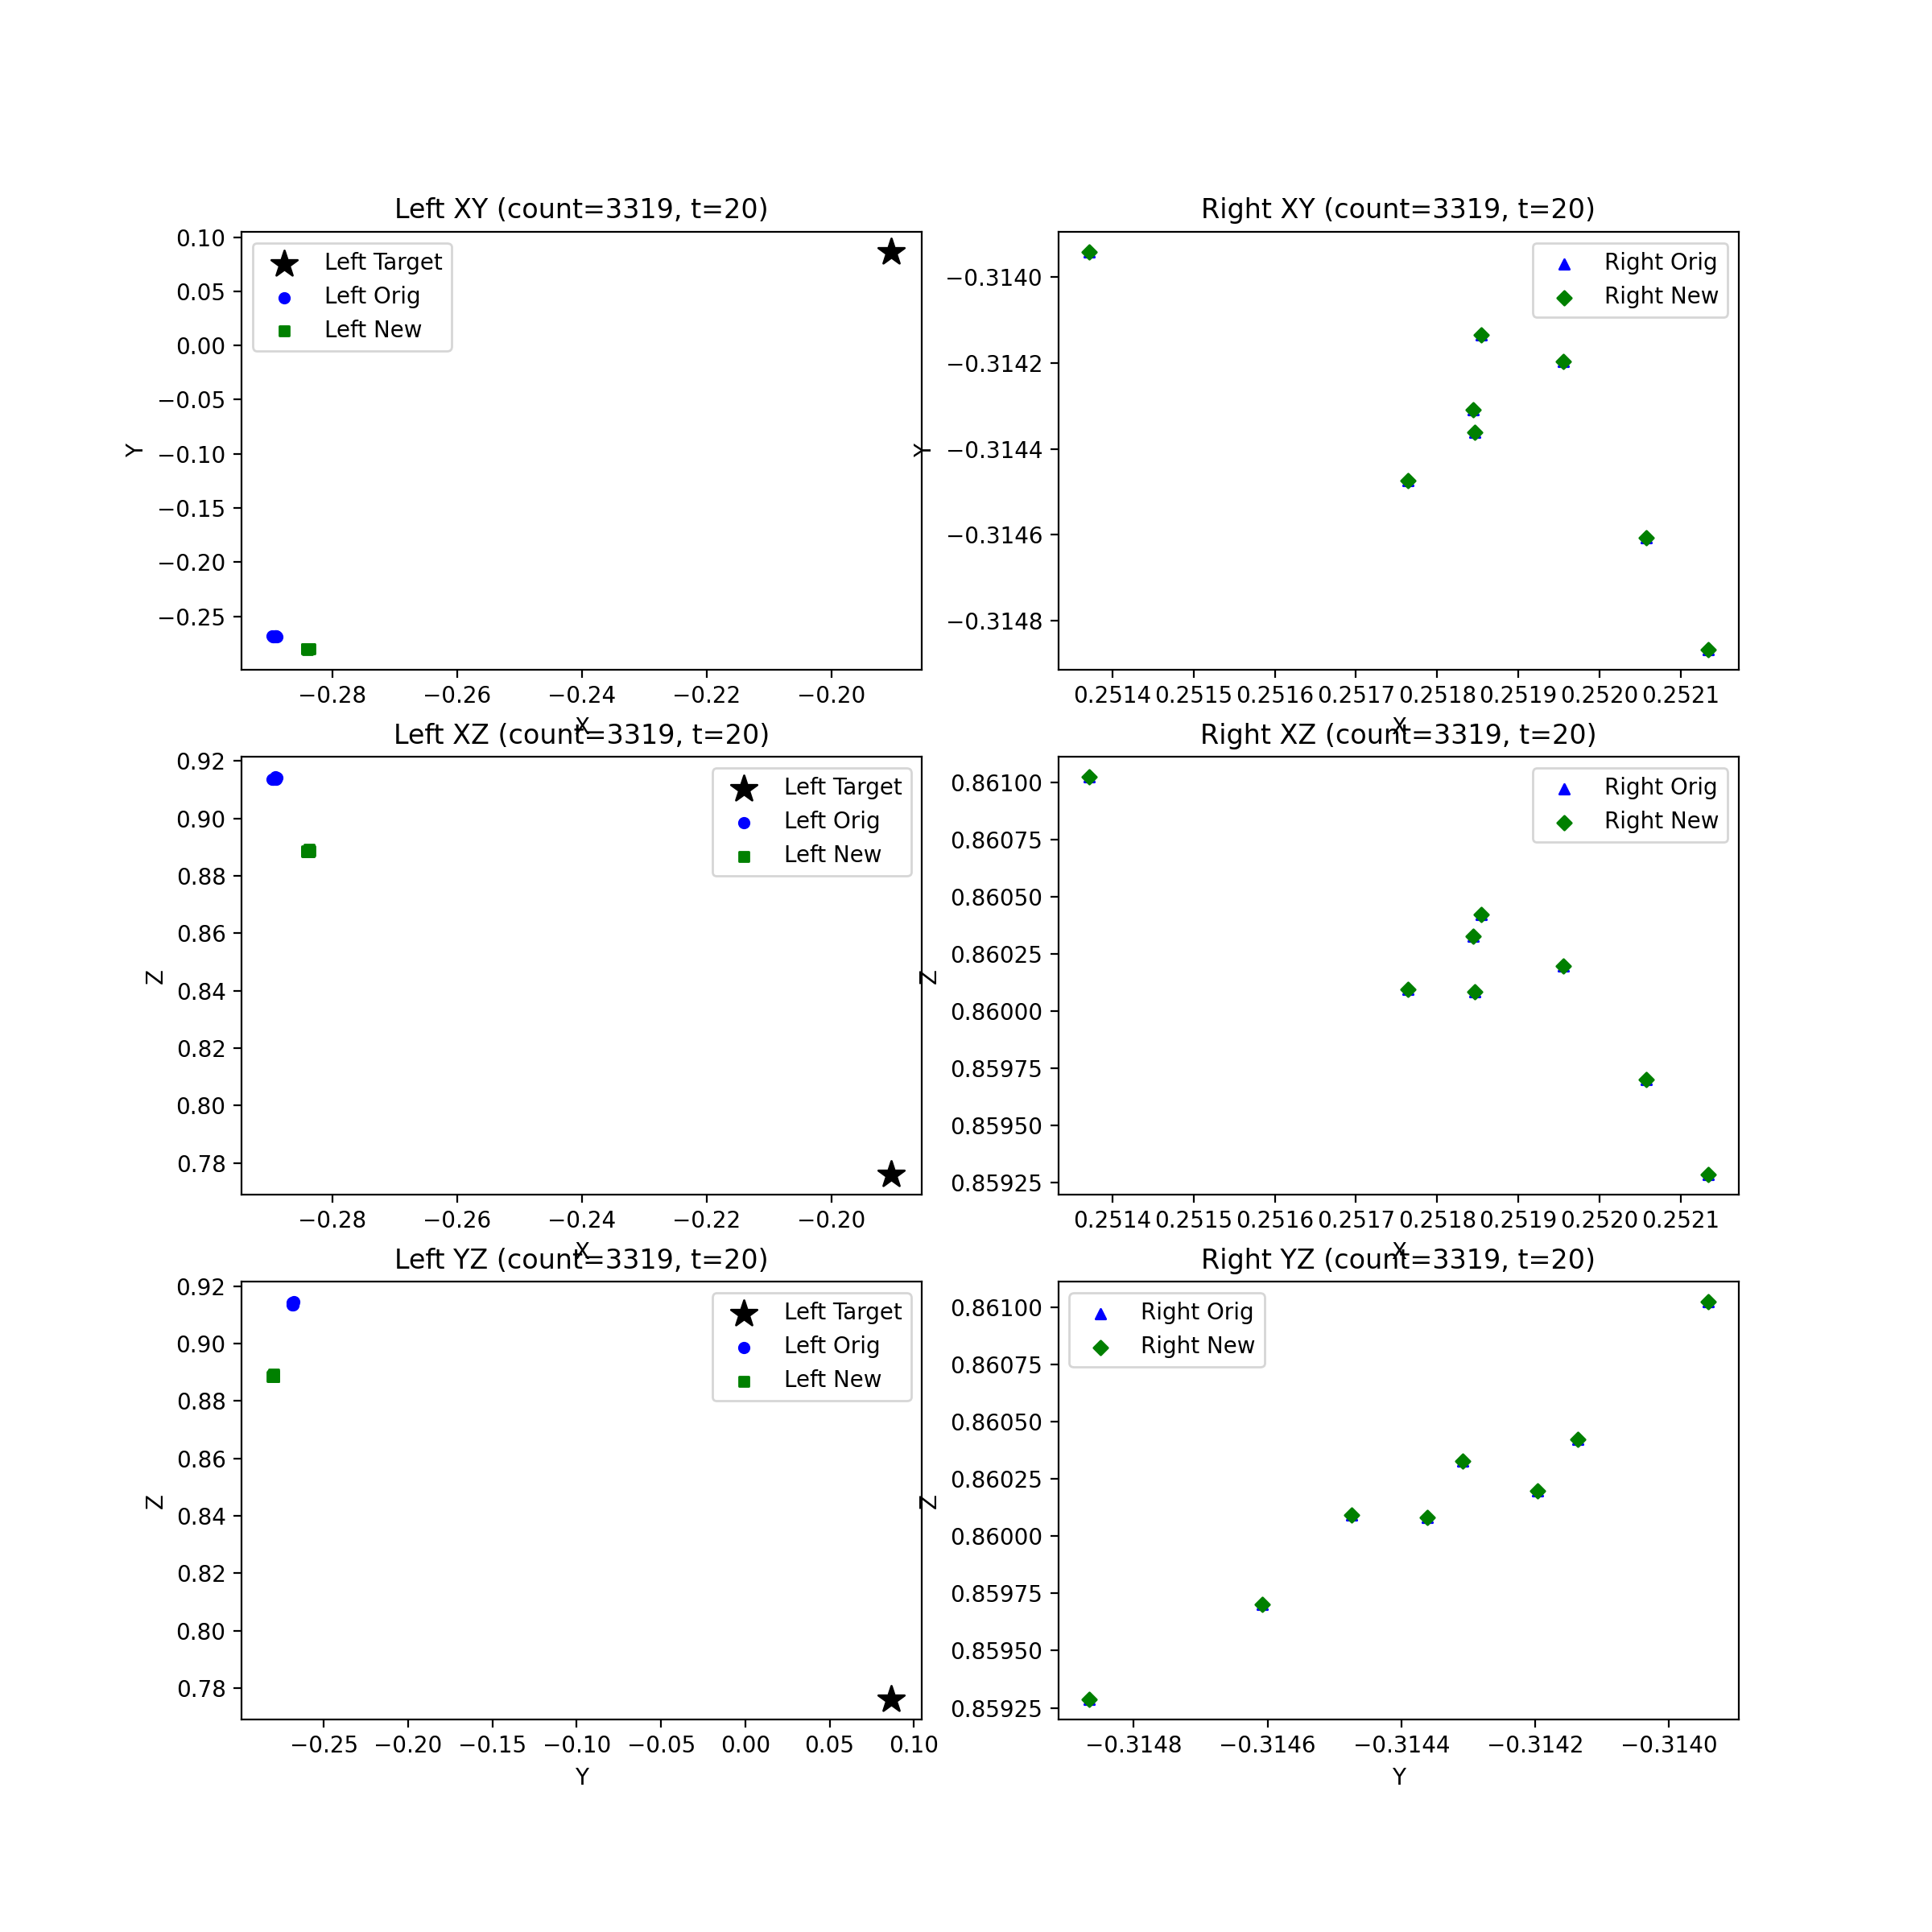 Left XY (count=3319, t=20)
0.10
0.05
0.00
−0.05
−0.10
−0.15
−0.20
−0.25
Y
Left Target
Left Orig
Left New
−0.28 −0.26 −0.24 −0.22 −0.20
X
Right XY (count=3319, t=20)
−0.3140
−0.3142
−0.3144
−0.3146
−0.3148
Y
Right Orig
Right New
0.2514 0.2515 0.2516 0.2517 0.2518 0.2519 0.2520 0.2521
X
Left XZ (count=3319, t=20)
0.92
0.90
0.88
0.86
0.84
0.82
0.80
0.78
Z
Left Target
Left Orig
Left New
−0.28 −0.26 −0.24 −0.22 −0.20
X
Right XZ (count=3319, t=20)
0.86100
0.86075
0.86050
0.86025
0.86000
0.85975
0.85950
0.85925
Z
Right Orig
Right New
0.2514 0.2515 0.2516 0.2517 0.2518 0.2519 0.2520 0.2521
X
Left YZ (count=3319, t=20)
0.92
0.90
0.88
0.86
0.84
0.82
0.80
0.78
Z
Left Target
Left Orig
Left New
−0.25 −0.20 −0.15 −0.10 −0.05 0.00 0.05 0.10
Y
Right YZ (count=3319, t=20)
0.86100
0.86075
0.86050
0.86025
0.86000
0.85975
0.85950
0.85925
Z
Right Orig
Right New
−0.3148 −0.3146 −0.3144 −0.3142 −0.3140
Y